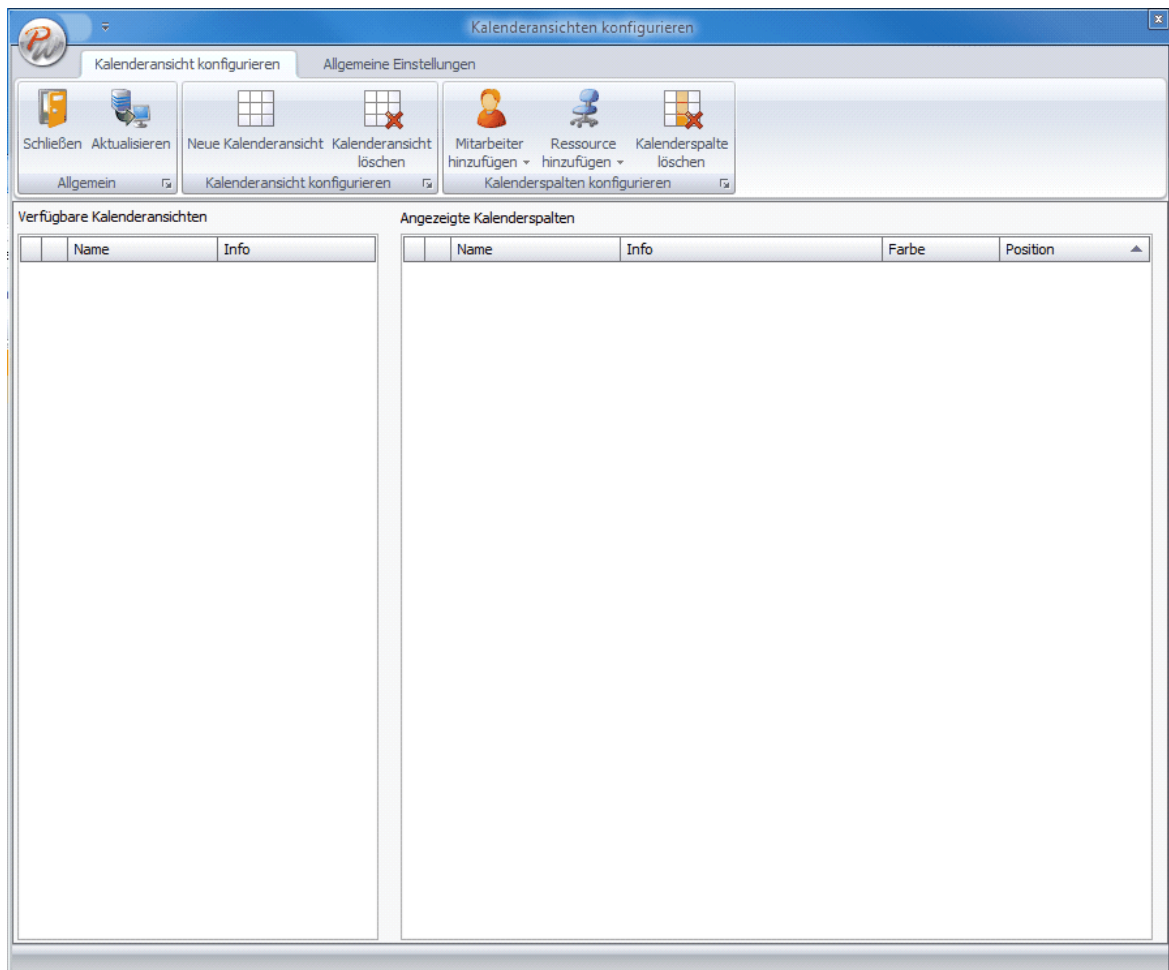 Kalenderansichten konfigurieren
PW
Kalenderansicht konfigurieren Allgemeine Einstellungen
Schließen Aktualisieren Neue Kalenderansicht Kalenderansicht löschen Mitarbeiter hinzufügen Ressource hinzufügen Kalenderspalte löschen
Allgemein Kalenderansicht konfigurieren Kalenderspalten konfigurieren
Verfügbare Kalenderansichten Angezeigte Kalenderspalten
Name Info Name Info Farbe Position